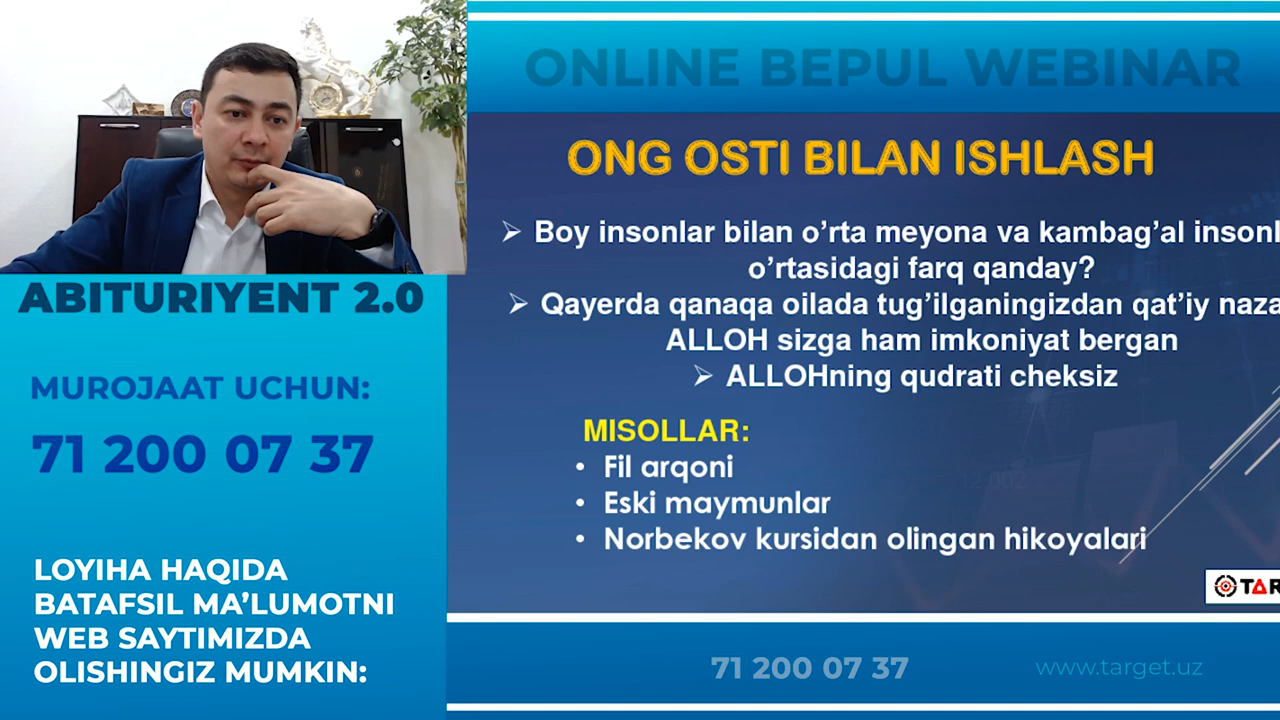 ONLINE BEPUL WEBINAR
ONG OSTI BILAN ISHLASH
➢ Boy insonlar bilan o’rta meyona va kambag’al insonl
o’rtasidagi farq qanday?
➢ Qayerda qanaqa oilada tug’ilganingizdan qat’iy naza
ALLOH sizga ham imkoniyat bergan
➢ ALLOHning qudrati cheksiz
MISOLLAR:
• Fil arqoni
• Eski maymunlar
• Norbekov kursidan olingan hikoyalari
12.002
TAR
ABITURIYENT 2.0
MUROJAAT UCHUN:
71 200 07 37
LOYIHA HAQIDA
BATAFSIL MA’LUMOTNI
WEB SAYTIMIZDA
OLISHINGIZ MUMKIN:
71 200 07 37
www.target.uz